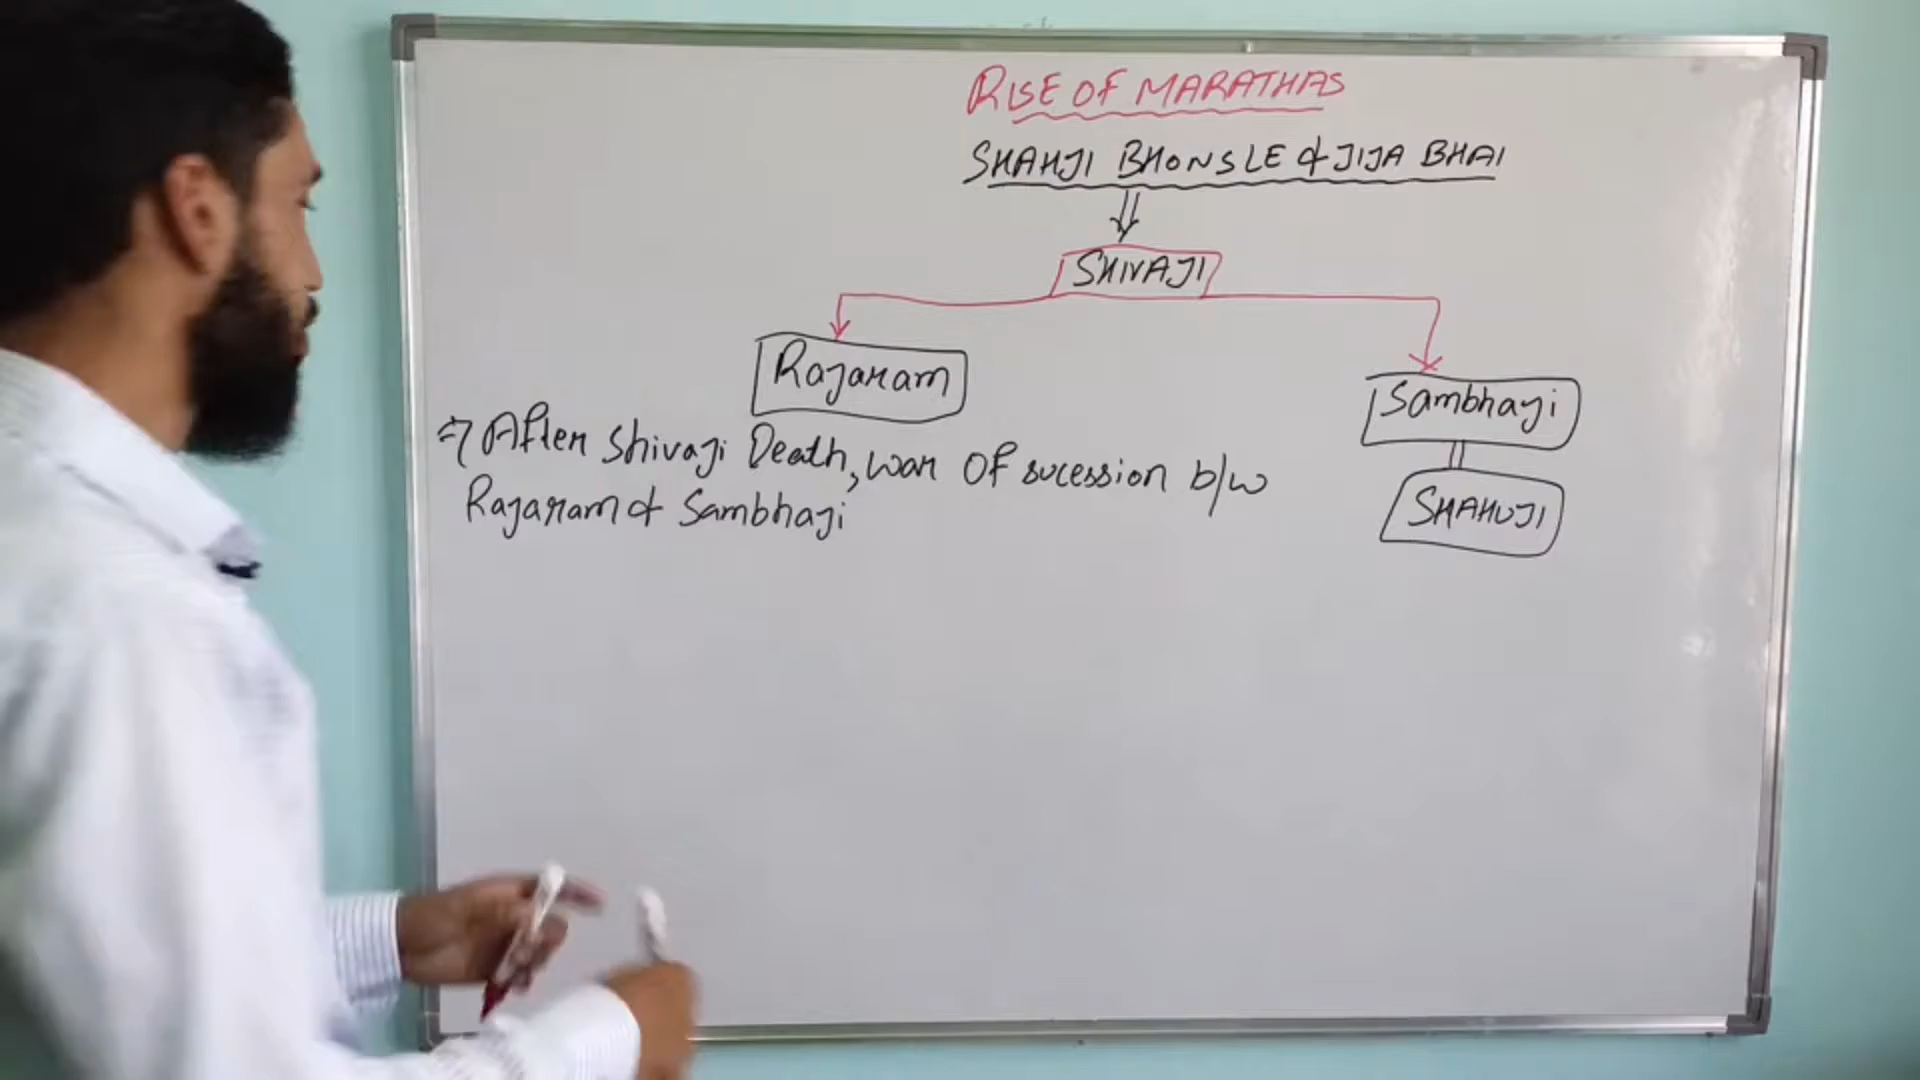 RISE OF MARATHAS
SHAHJI BHONSLE & JIJA BHAI
SHIVAJI
Rajaram
Sambhaji
SHAHUJI
⇒ After Shivaji Death, war of sucession b/w
Rajaram & Sambhaji